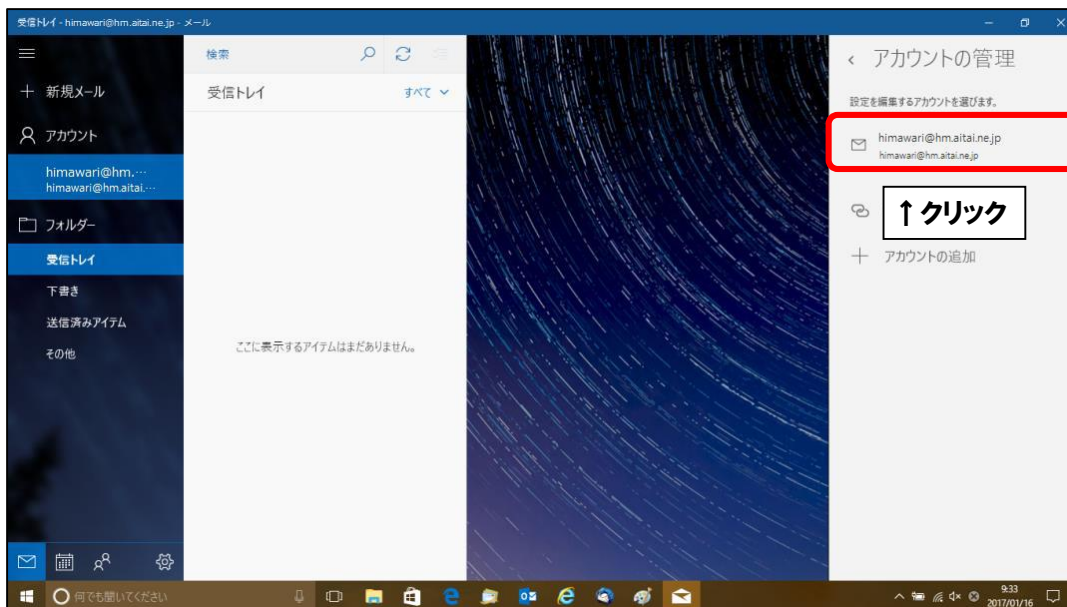 受信トレイ - himawari@hm.aitai.ne.jp - メール
新規メール
アカウント
himawari@hm.…
himawari@hm.aitai.…
フォルダー
受信トレイ
下書き
送信済みアイテム
その他
検索
受信トレイ
すべて
ここに表示するアイテムはまだありません。
アカウントの管理
設定を編集するアカウントを選びます。
himawari@hm.aitai.ne.jp
himawari@hm.aitai.ne.jp
↑クリック
アカウントの追加
何でも聞いてください
9:33
2017/01/16